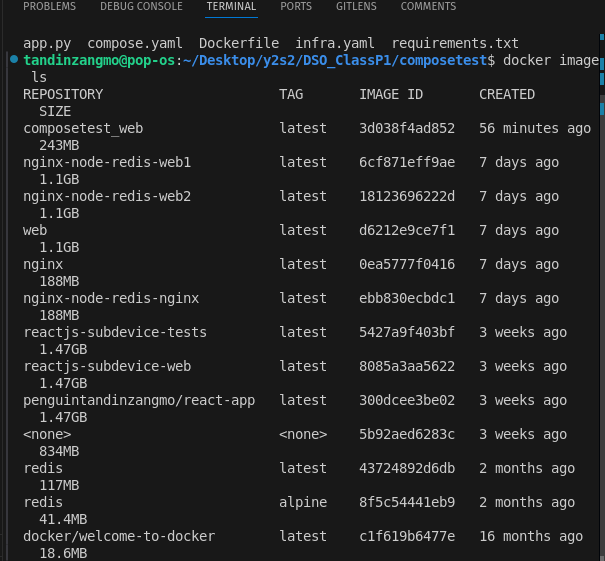 PROBLEMS DEBUG CONSOLE TERMINAL PORTS GITLENS COMMENTS
app.py compose.yaml Dockerfile infra.yaml requirements.txt
tandinzangmo@pop-os:~/Desktop/y2s2/DSO_ClassP1/composetest$ docker image
ls
REPOSITORY TAG IMAGE ID CREATED
SIZE
composetest_web latest 3d038f4ad852 56 minutes ago
243MB
nginx-node-redis-web1 latest 6cf871eff9ae 7 days ago
1.1GB
nginx-node-redis-web2 latest 18123696222d 7 days ago
1.1GB
web latest d6212e9ce7f1 7 days ago
1.1GB
nginx latest 0ea5777f0416 7 days ago
188MB
nginx-node-redis-nginx latest ebb830ecbdc1 7 days ago
188MB
reactjs-subdevice-tests latest 5427a9f403bf 3 weeks ago
1.47GB
reactjs-subdevice-web latest 8085a3aa5622 3 weeks ago
1.47GB
penguintandinzangmo/react-app latest 300dcee3be02 3 weeks ago
1.47GB
<none> <none> 5b92aed6283c 3 weeks ago
834MB
redis latest 43724892d6db 2 months ago
117MB
redis alpine 8f5c54441eb9 2 months ago
41.4MB
docker/welcome-to-docker latest c1f619b6477e 16 months ago
18.6MB